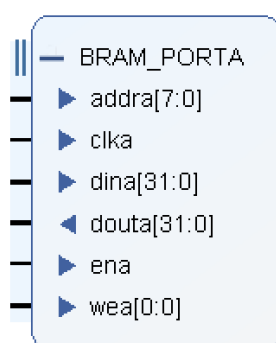 BRAM_PORTA
addra[7:0]
clka
dina[31:0]
douta[31:0]
ena
wea[0:0]